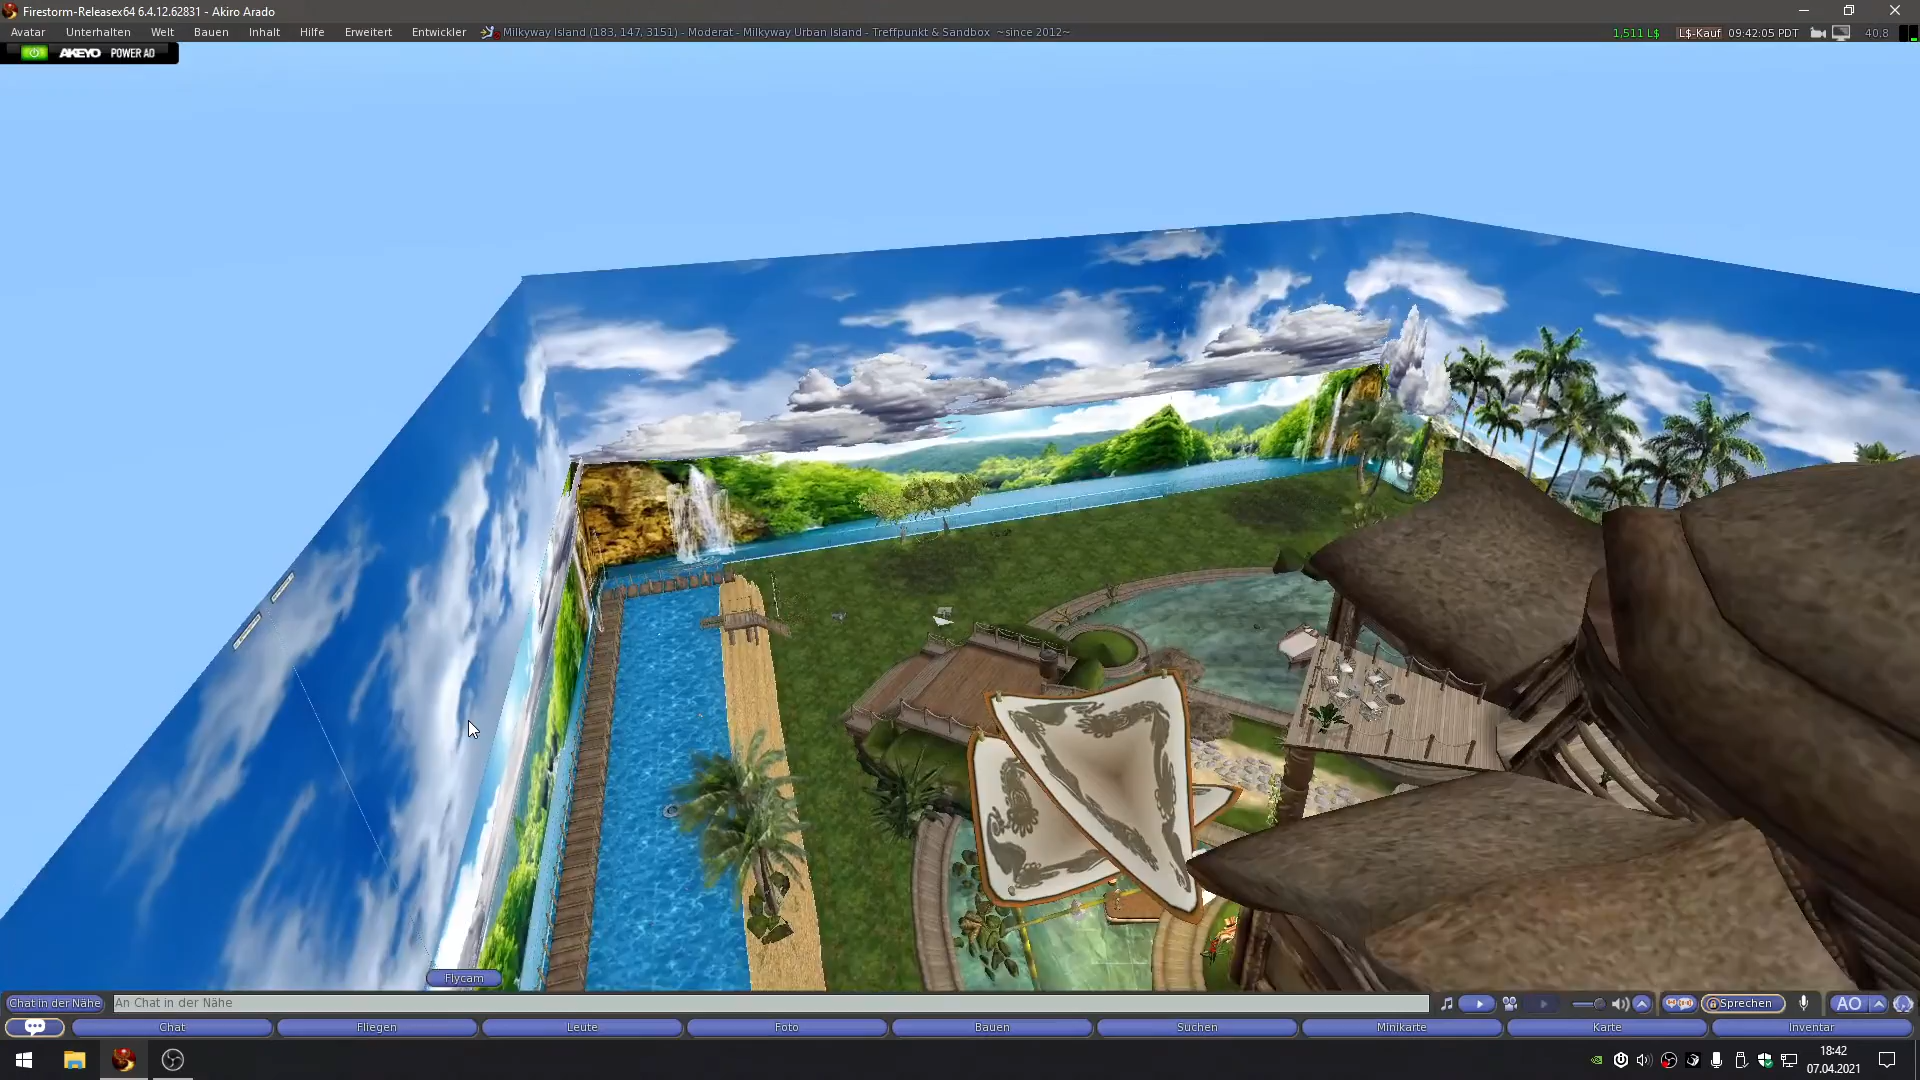 Firestorm-Releasex64 6.4.12.62831 - Akiro Arado
Avatar Unterhalten Welt Bauen Inhalt Hilfe Erweitert Entwickler Milkyway Island (183, 147, 3151) - Moderat - Milkyway Urban Island - Treffpunkt & Sandbox ~since 2012~ 1,511 L$ L$-Kauf 09:42:05 PDT 40.8
AKEYO POWER AO
Flycam
Chat in der Nähe An Chat in der Nähe Sprechen AO
Chat Fliegen Leute Foto Bauen Suchen Minikarte Karte Inventar
18:42
07.04.2021